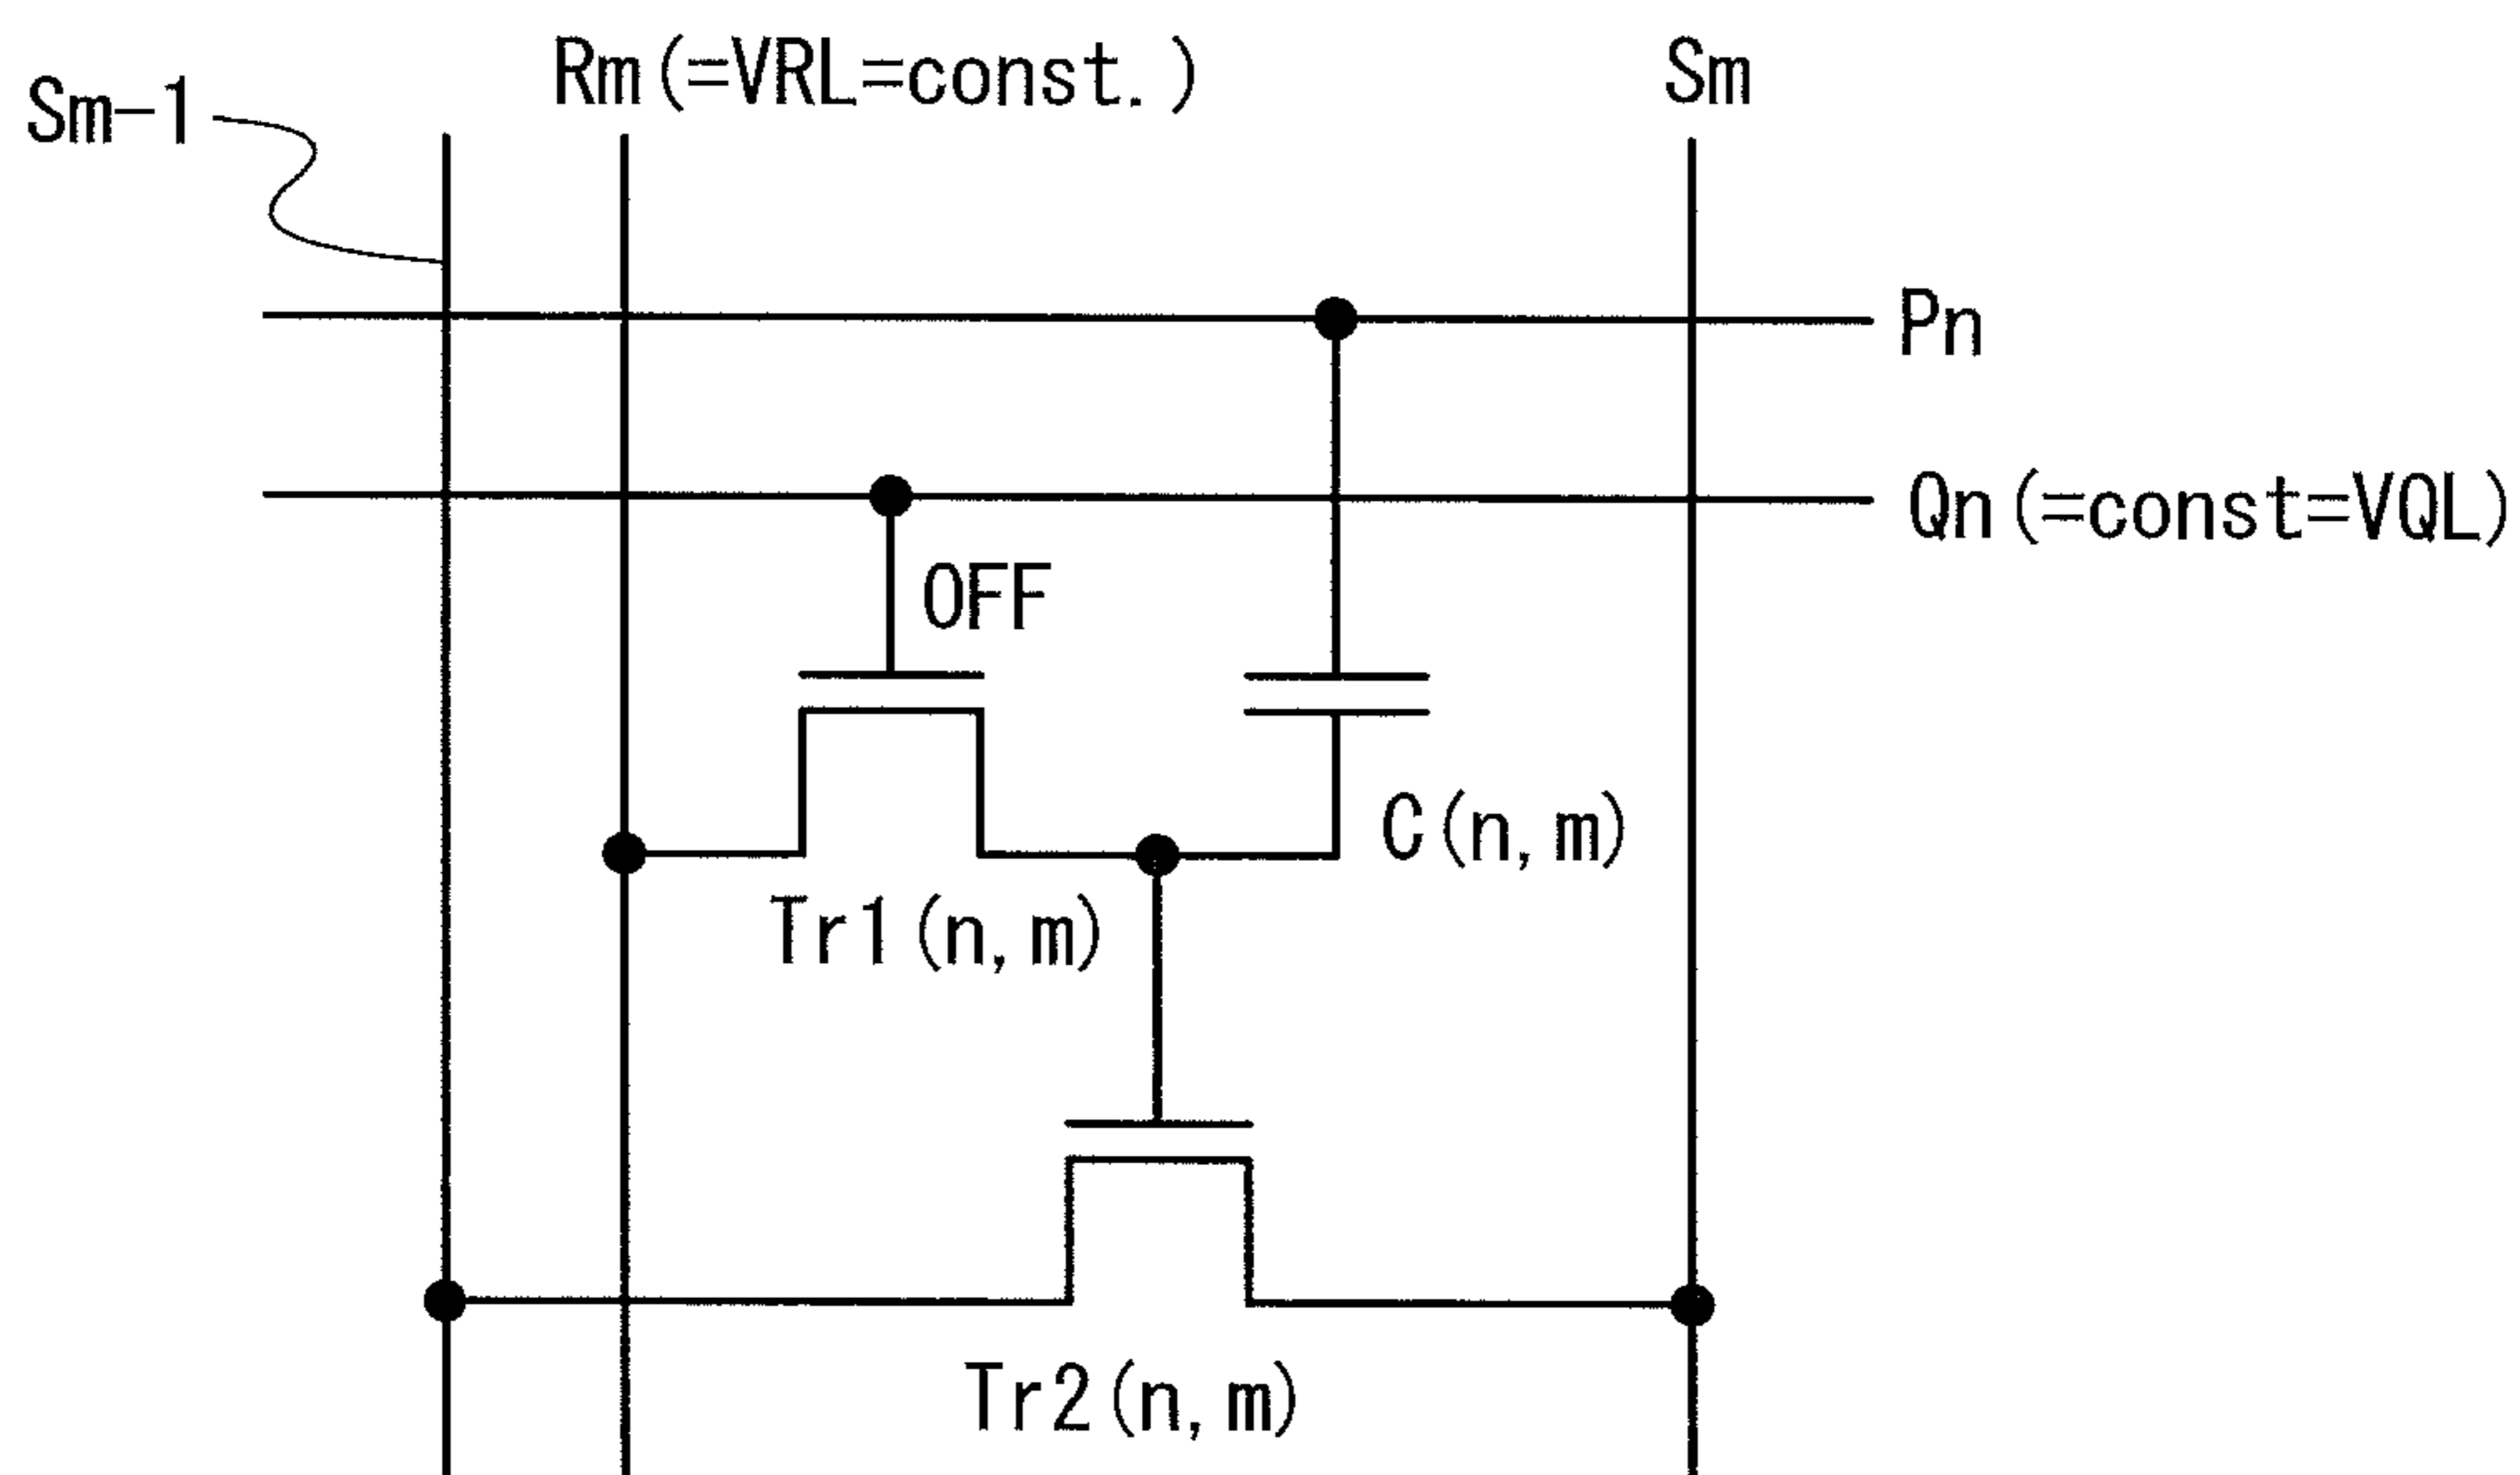 Sm-1
Rm(=VRL=const.)
Sm
Pn
Qn(=const=VQL)
OFF
C(n,m)
Tr1(n,m)
Tr2(n,m)